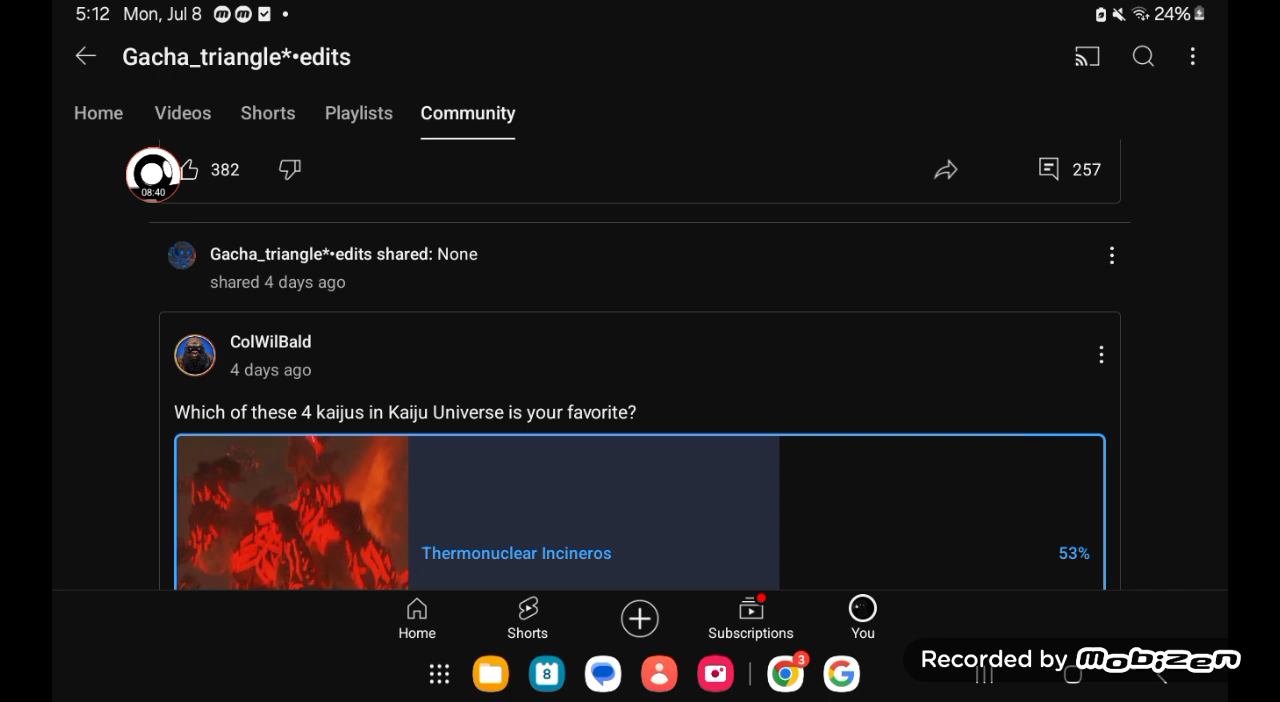 5:12 Mon, Jul 8
24%
Gacha_triangle*•edits
Home Videos Shorts Playlists Community
08:40
382
257
Gacha_triangle*•edits shared: None
shared 4 days ago
ColWilBald
4 days ago
Which of these 4 kaijus in Kaiju Universe is your favorite?
Thermonuclear Incineros 53%
Home Shorts Subscriptions You
8
3
Recorded by mobizen